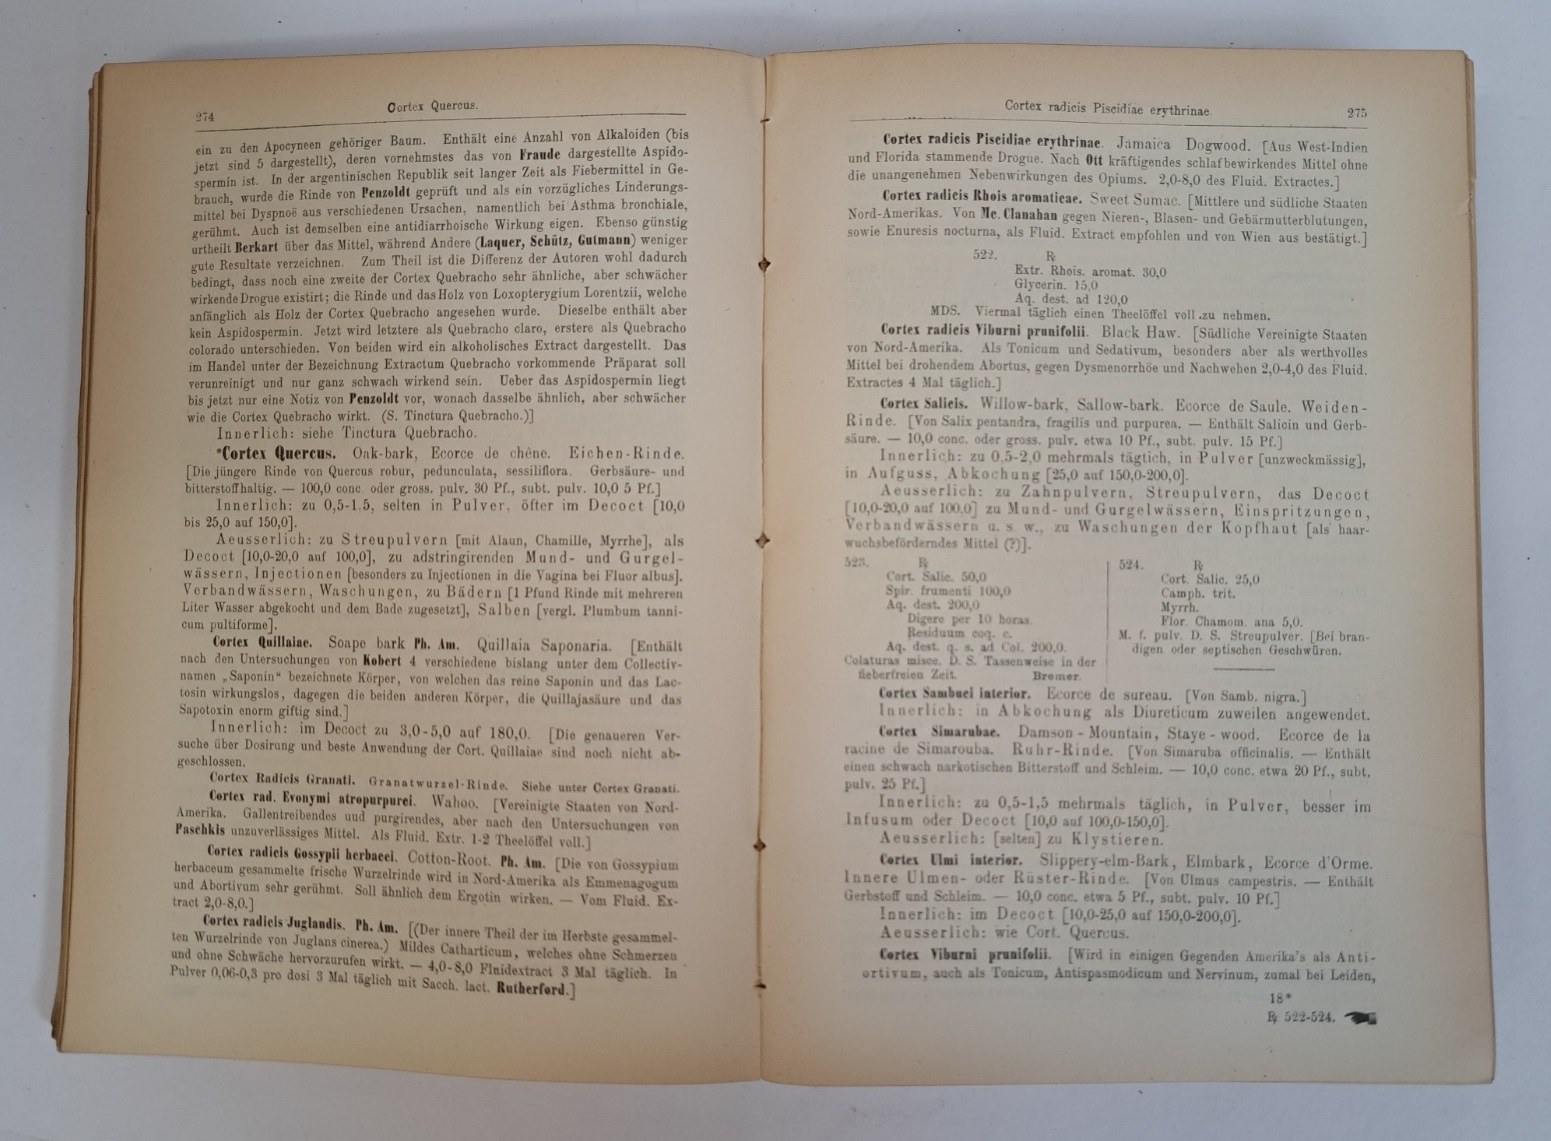 274
Cortex Quercus.
ein zu den Apocyneen gehöriger Baum. Enthält eine Anzahl von Alkaloiden (bis
jetzt sind 5 dargestellt), deren vornehmstes das von Fraude dargestellte Aspido-
spermin ist. In der argentinischen Republik seit langer Zeit als Fiebermittel in Ge-
brauch, wurde die Rinde von Penzoldt geprüft und als ein vorzügliches Linderungs-
mittel bei Dyspnoë aus verschiedenen Ursachen, namentlich bei Asthma bronchiale,
gerühmt. Auch ist demselben eine antidiarrhoische Wirkung eigen. Ebenso günstig
urtheilt Berkart über das Mittel, während Andere (Laquer, Schütz, Gutmann) weniger
gute Resultate verzeichnen. Zum Theil ist die Differenz der Autoren wohl dadurch
bedingt, dass noch eine zweite der Cortex Quebracho sehr ähnliche, aber schwächer
wirkende Drogue existirt; die Rinde und das Holz von Loxopterygium Lorentzii, welche
anfänglich als Holz der Cortex Quebracho angesehen wurde. Dieselbe enthält aber
kein Aspidospermin. Jetzt wird letztere als Quebracho claro, erstere als Quebracho
colorado unterschieden. Von beiden wird ein alkoholisches Extract dargestellt. Das
im Handel unter der Bezeichnung Extractum Quebracho vorkommende Präparat soll
verunreinigt und nur ganz schwach wirkend sein. Ueber das Aspidospermin liegt
bis jetzt nur eine Notiz von Penzoldt vor, wonach dasselbe ähnlich, aber schwächer
wie die Cortex Quebracho wirkt. (S. Tinctura Quebracho.)]
Innerlich: siehe Tinctura Quebracho.
*Cortex Quercus. Oak-bark, Ecorce de chêne. Eichen-Rinde.
[Die jüngere Rinde von Quercus robur, pedunculata, sessiliflora. Gerbsäure- und
bitterstoffhaltig. — 100,0 conc. oder gross. pulv. 30 Pf., subt. pulv. 10,0 5 Pf.]
Innerlich: zu 0,5-1,5, selten in Pulver, öfter im Decoct [10,0
bis 25,0 auf 150,0].
Aeusserlich: zu Streupulvern [mit Alaun, Chamille, Myrrhe], als
Decoct [10,0-20,0 auf 100,0], zu adstringirenden Mund- und Gurgel-
wässern, Injectionen [besonders zu Injectionen in die Vagina bei Fluor albus].
Verbandwässern, Waschungen, zu Bädern [1 Pfund Rinde mit mehreren
Liter Wasser abgekocht und dem Bade zugesetzt], Salben [vergl. Plumbum tanni-
cum pultiforme].
Cortex Quillaiae. Soape bark Ph. Am. Quillaia Saponaria. [Enthält
nach den Untersuchungen von Kobert 4 verschiedene bislang unter dem Collectiv-
namen „Saponin" bezeichnete Körper, von welchen das reine Saponin und das Lac-
tosin wirkungslos, dagegen die beiden anderen Körper, die Quillajasäure und das
Sapotoxin enorm giftig sind.]
Innerlich: im Decoct zu 3,0-5,0 auf 180,0. [Die genaueren Ver-
suche über Dosirung und beste Anwendung der Cort. Quillaiae sind noch nicht ab-
geschlossen.
Cortex Radicis Granati. Granatwurzel-Rinde. Siehe unter Cortex Granati.
Cortex rad. Evonymi atropurpurei. Wahoo. [Vereinigte Staaten von Nord-
Amerika. Gallentreibendes und purgirendes, aber nach den Untersuchungen von
Paschkis unzuverlässiges Mittel. Als Fluid. Extr. 1-2 Theelöffel voll.]
Cortex radicis Gossypii herbacei. Cotton-Root. Ph. Am. [Die von Gossypium
herbaceum gesammelte frische Wurzelrinde wird in Nord-Amerika als Emmenagogum
und Abortivum sehr gerühmt. Soll ähnlich dem Ergotin wirken. — Vom Fluid. Ex-
tract 2,0-8,0.]
Cortex radicis Juglandis. Ph. Am. [(Der innere Theil der im Herbste gesammel-
ten Wurzelrinde von Juglans cinerea.) Mildes Catharticum, welches ohne Schmerzen
und ohne Schwäche hervorzurufen wirkt. — 4,0-8,0 Fluidextract 3 Mal täglich. In
Pulver 0,06-0,3 pro dosi 3 Mal täglich mit Sacch. lact. Rutherford.]
Cortex radicis Piscidiae erythrinae.
275
Cortex radicis Piscidiae erythrinae. Jamaica Dogwood. [Aus West-Indien
und Florida stammende Drogue. Nach Ott kräftigendes schlafbewirkendes Mittel ohne
die unangenehmen Nebenwirkungen des Opiums. 2,0-8,0 des Fluid. Extractes.]
Cortex radicis Rhois aromaticae. Sweet Sumac. [Mittlere und südliche Staaten
Nord-Amerikas. Von Mc. Clanahan gegen Nieren-, Blasen- und Gebärmutterblutungen,
sowie Enuresis nocturna, als Fluid. Extract empfohlen und von Wien aus bestätigt.]
522. ℞
Extr. Rhois. aromat. 30,0
Glycerin. 15,0
Aq. dest. ad 120,0
MDS. Viermal täglich einen Theelöffel voll zu nehmen.
Cortex radicis Viburni prunifolii. Black Haw. [Südliche Vereinigte Staaten
von Nord-Amerika. Als Tonicum und Sedativum, besonders aber als werthvolles
Mittel bei drohendem Abortus, gegen Dysmenorrhöe und Nachwehen 2,0-4,0 des Fluid.
Extractes 4 Mal täglich.]
Cortex Salicis. Willow-bark, Sallow-bark. Ecorce de Saule. Weiden-
Rinde. [Von Salix pentandra, fragilis und purpurea. — Enthält Salicin und Gerb-
säure. — 10,0 conc. oder gross. pulv. etwa 10 Pf., subt. pulv. 15 Pf.]
Innerlich: zu 0,5-2,0 mehrmals tägtich, in Pulver [unzweckmässig],
in Aufguss, Abkochung [25,0 auf 150,0-200,0].
Aeusserlich: zu Zahnpulvern, Streupulvern, das Decoct
[10,0-20,0 auf 100,0] zu Mund- und Gurgelwässern, Einspritzungen,
Verbandwässern u. s. w., zu Waschungen der Kopfhaut [als haar-
wuchsbeförderndes Mittel (?)].
523. ℞
Cort. Salic. 50,0
Spir. frumenti 100,0
Aq. dest. 200,0
Digere per 10 horas.
Residuum coq. c.
Aq. dest. q. s. ad Col. 200,0.
Colaturas misce. D. S. Tassenweise in der
fieberfreien Zeit. Bremer.
524. ℞
Cort. Salic. 25,0
Camph. trit.
Myrrh.
Flor. Chamom. ana 5,0.
M. f. pulv. D. S. Streupulver. [Bei bran-
digen oder septischen Geschwüren.
Cortex Sambuci interior. Ecorce de sureau. [Von Samb. nigra.]
Innerlich: in Abkochung als Diureticum zuweilen angewendet.
Cortex Simarubae. Damson-Mountain, Staye-wood. Ecorce de la
racine de Simarouba. Ruhr-Rinde. [Von Simaruba officinalis. — Enthält
einen schwach narkotischen Bitterstoff und Schleim. — 10,0 conc. etwa 20 Pf., subt.
pulv. 25 Pf.]
Innerlich: zu 0,5-1,5 mehrmals täglich, in Pulver, besser im
Infusum oder Decoct [10,0 auf 100,0-150,0].
Aeusserlich: [selten] zu Klystieren.
Cortex Ulmi interior. Slippery-elm-Bark, Elmbark, Ecorce d'Orme.
Innere Ulmen- oder Rüster-Rinde. [Von Ulmus campestris. — Enthält
Gerbstoff und Schleim. — 10,0 conc. etwa 5 Pf., subt. pulv. 10 Pf.]
Innerlich: im Decoct [10,0-25,0 auf 150,0-200,0].
Aeusserlich: wie Cort. Quercus.
Cortex Viburni prunifolii. [Wird in einigen Gegenden Amerika's als Anti-
ortivum, auch als Tonicum, Antispasmodicum und Nervinum, zumal bei Leiden,
18*
℞ 522-524.